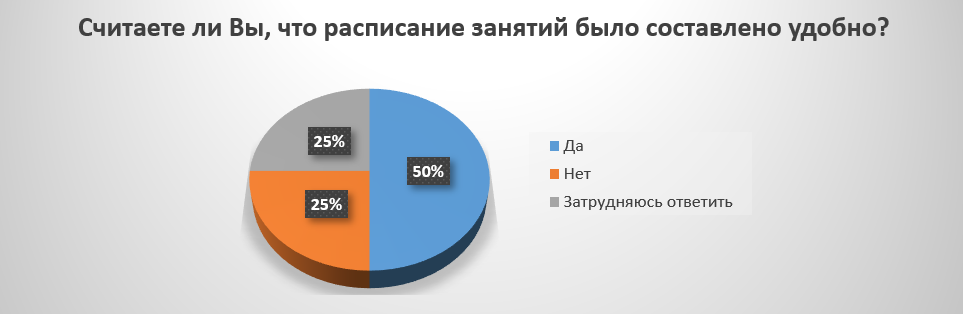 Считаете ли Вы, что расписание занятий было составлено удобно?
25%
50%
25%
Да
Нет
Затрудняюсь ответить